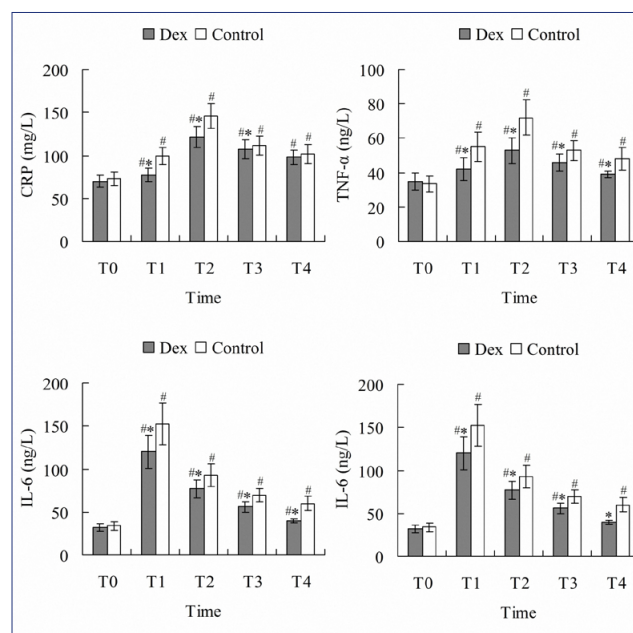 Dex Control
CRP (mg/L)
200
150
100
50
0
#* # #* # #* # # #
T0 T1 T2 T3 T4
Time
Dex Control
TNF-α (ng/L)
100
80
60
40
20
0
#* # #* # #* # #* #
T0 T1 T2 T3 T4
Time
Dex Control
IL-6 (ng/L)
200
150
100
50
0
#* # #* # #* # #* #
T0 T1 T2 T3 T4
Time
Dex Control
IL-6 (ng/L)
200
150
100
50
0
#* # #* # #* # * #
T0 T1 T2 T3 T4
Time